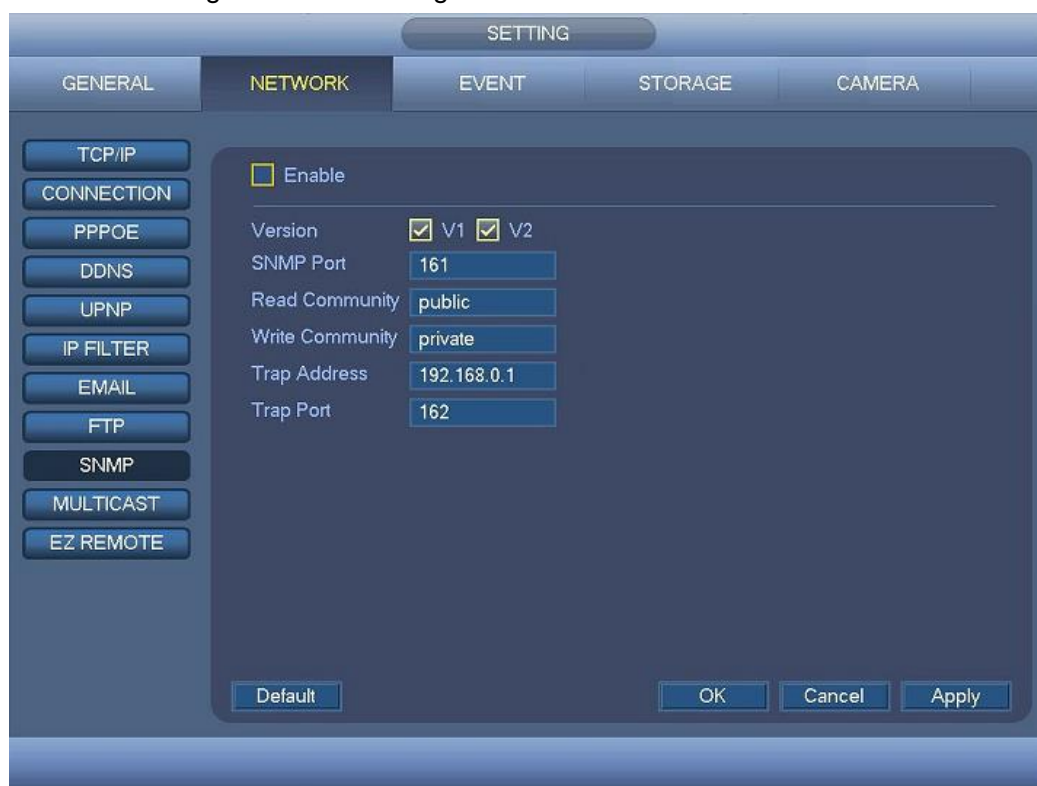 SETTING
GENERAL NETWORK EVENT STORAGE CAMERA
TCP/IP
CONNECTION
PPPOE
DDNS
UPNP
IP FILTER
EMAIL
FTP
SNMP
MULTICAST
EZ REMOTE
Enable
Version V1 V2
SNMP Port 161
Read Community public
Write Community private
Trap Address 192.168.0.1
Trap Port 162
Default OK Cancel Apply